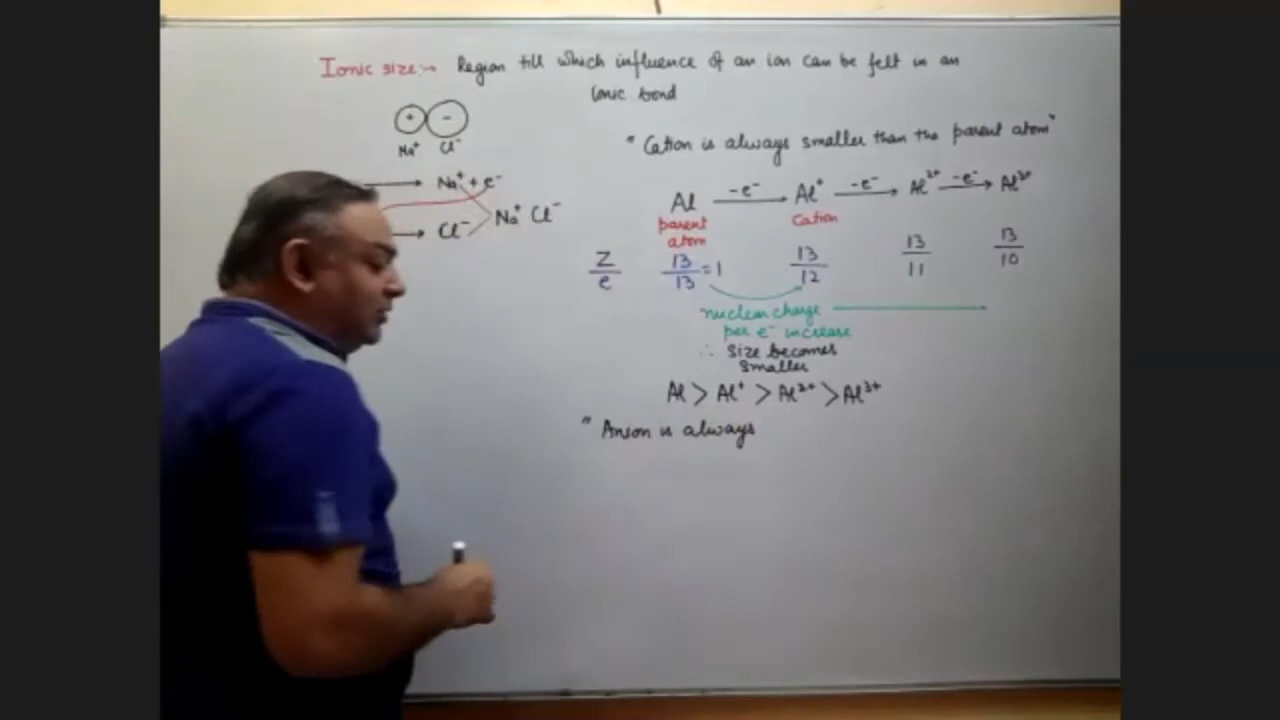 Ionic size:→ Region till which influence of an ion can be felt in an
Ionic bond
+ -
Na⁺ Cl⁻
"Cation is always smaller than the parent atom"
→ Na⁺ + e⁻
→ Cl⁻
Na⁺ Cl⁻
Al -e⁻→ Al⁺ -e⁻→ Al²⁺ -e⁻→ Al³⁺
parent
atom
Cation
Z/e 13/13 = 1 13/12 13/11 13/10
nuclear charge
per e⁻ increase
∴ Size becomes
smaller
Al > Al⁺ > Al²⁺ > Al³⁺
" Anion is always